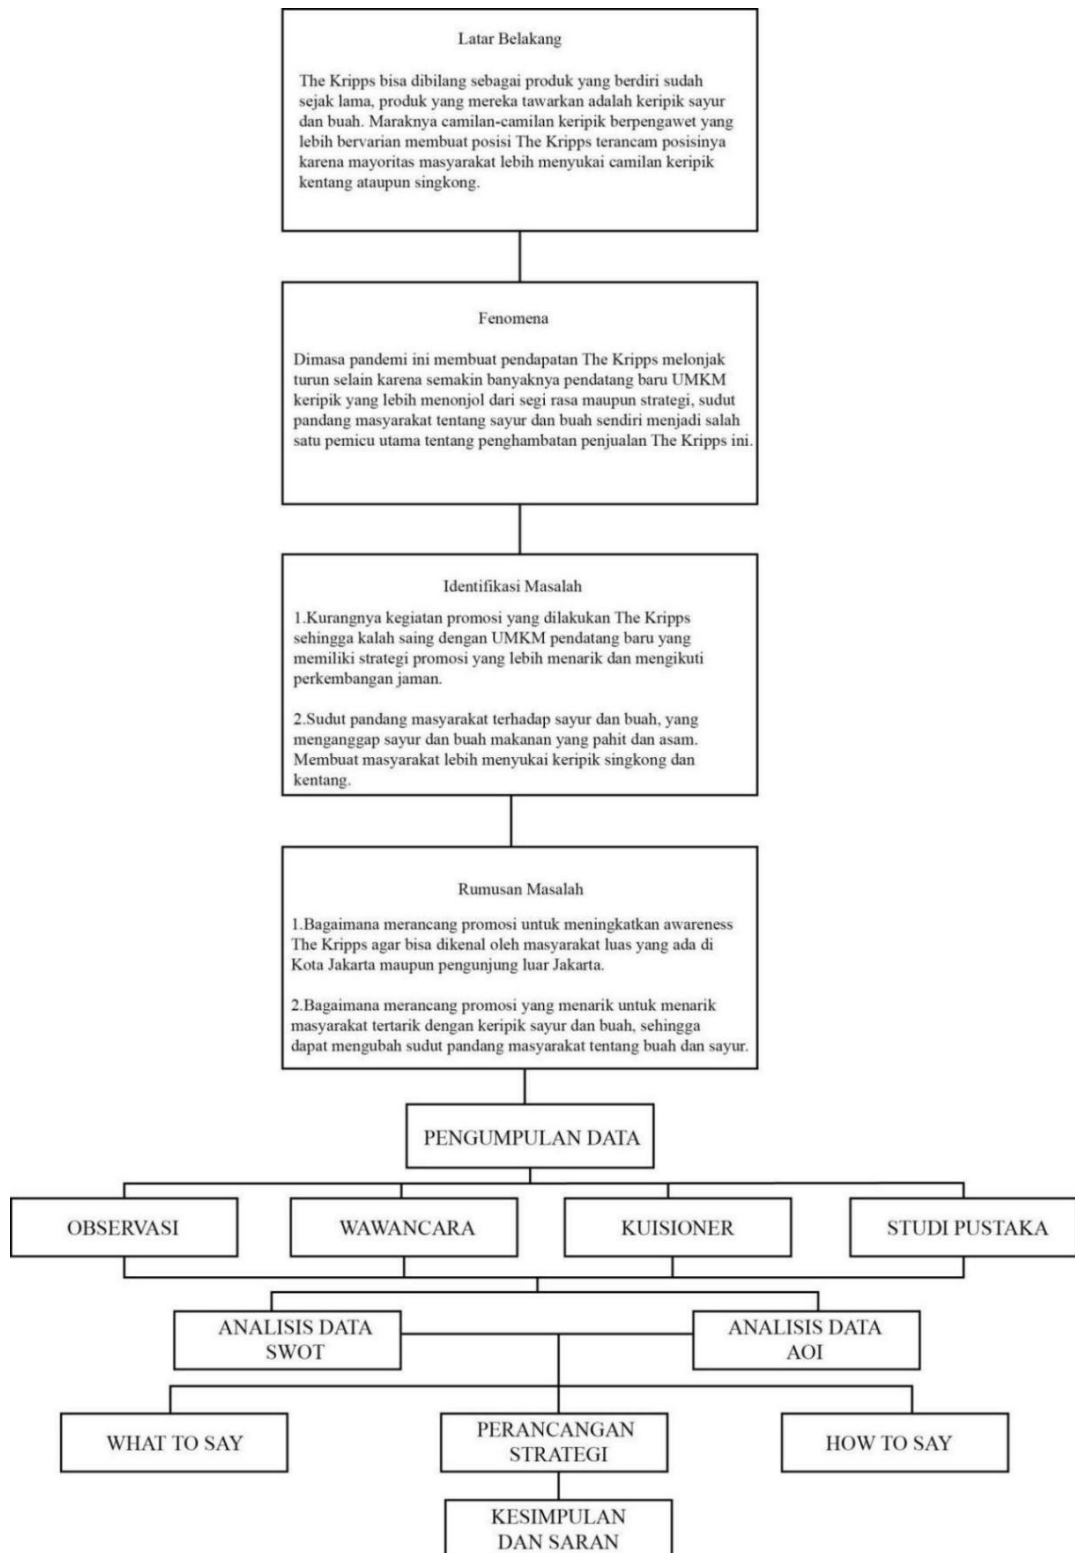 Latar Belakang
The Kripps bisa dibilang sebagai produk yang berdiri sudah
sejak lama, produk yang mereka tawarkan adalah keripik sayur
dan buah. Maraknya camilan-camilan keripik berpengawet yang
lebih bervarian membuat posisi The Kripps terancam posisinya
karena mayoritas masyarakat lebih menyukai camilan keripik
kentang ataupun singkong.
Fenomena
Dimasa pandemi ini membuat pendapatan The Kripps melonjak
turun selain karena semakin banyaknya pendatang baru UMKM
keripik yang lebih menonjol dari segi rasa maupun strategi, sudut
pandang masyarakat tentang sayur dan buah sendiri menjadi salah
satu pemicu utama tentang penghambatan penjualan The Kripps ini.
Identifikasi Masalah
1.Kurangnya kegiatan promosi yang dilakukan The Kripps
sehingga kalah saing dengan UMKM pendatang baru yang
memiliki strategi promosi yang lebih menarik dan mengikuti
perkembangan jaman.
2.Sudut pandang masyarakat terhadap sayur dan buah, yang
menganggap sayur dan buah makanan yang pahit dan asam.
Membuat masyarakat lebih menyukai keripik singkong dan
kentang.
Rumusan Masalah
1.Bagaimana merancang promosi untuk meningkatkan awareness
The Kripps agar bisa dikenal oleh masyarakat luas yang ada di
Kota Jakarta maupun pengunjung luar Jakarta.
2.Bagaimana merancang promosi yang menarik untuk menarik
masyarakat tertarik dengan keripik sayur dan buah, sehingga
dapat mengubah sudut pandang masyarakat tentang buah dan sayur.
PENGUMPULAN DATA
OBSERVASI
WAWANCARA
KUISIONER
STUDI PUSTAKA
ANALISIS DATA
SWOT
ANALISIS DATA
AOI
WHAT TO SAY
PERANCANGAN
STRATEGI
HOW TO SAY
KESIMPULAN
DAN SARAN